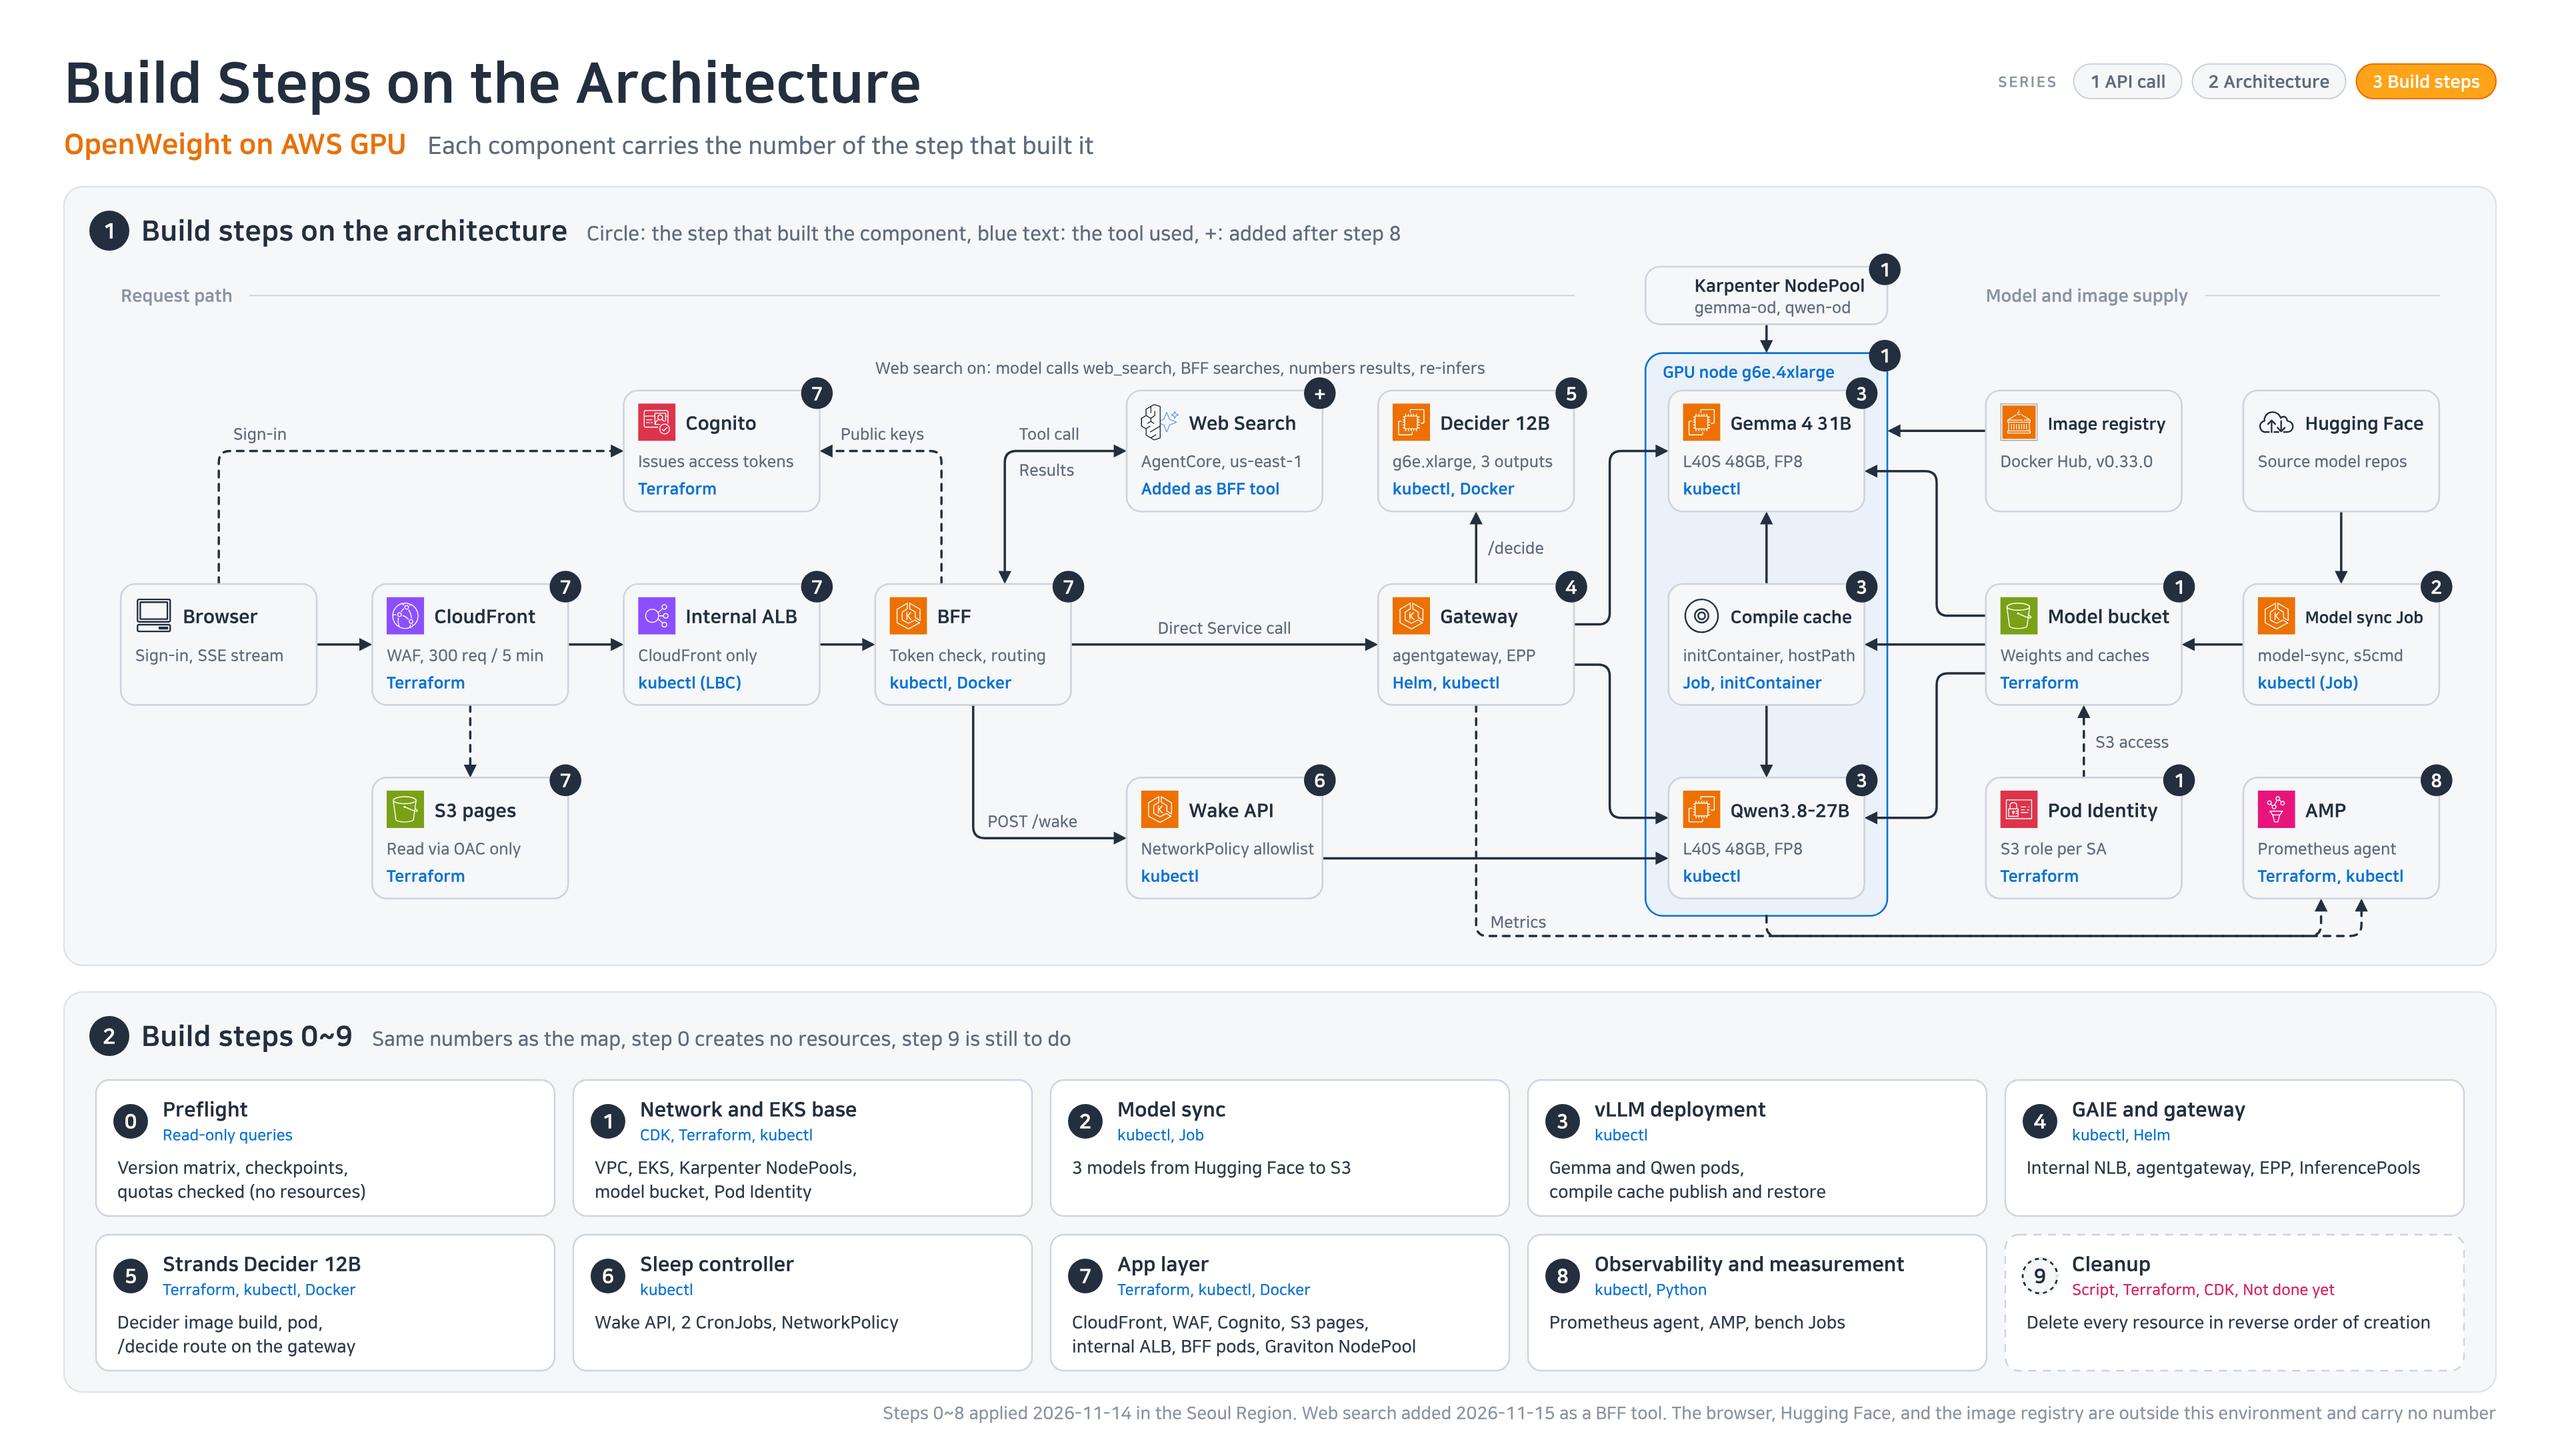 Build Steps on the Architecture
SERIES
1 API call
2 Architecture
3 Build steps
OpenWeight on AWS GPU
Each component carries the number of the step that built it
1
Build steps on the architecture
Circle: the step that built the component, blue text: the tool used, +: added after step 8
Request path
Karpenter NodePool
gemma-od, qwen-od
1
Model and image supply
Web search on: model calls web_search, BFF searches, numbers results, re-infers
GPU node g6e.4xlarge
1
Sign-in
Cognito
Issues access tokens
Terraform
7
Public keys
Tool call
Results
Web Search
AgentCore, us-east-1
Added as BFF tool
+
Decider 12B
g6e.xlarge, 3 outputs
kubectl, Docker
5
Gemma 4 31B
L40S 48GB, FP8
kubectl
3
Image registry
Docker Hub, v0.33.0
Hugging Face
Source model repos
/decide
Browser
Sign-in, SSE stream
CloudFront
WAF, 300 req / 5 min
Terraform
7
Internal ALB
CloudFront only
kubectl (LBC)
7
BFF
Token check, routing
kubectl, Docker
7
Direct Service call
Gateway
agentgateway, EPP
Helm, kubectl
4
Compile cache
initContainer, hostPath
Job, initContainer
3
Model bucket
Weights and caches
Terraform
1
Model sync Job
model-sync, s5cmd
kubectl (Job)
2
S3 access
S3 pages
Read via OAC only
Terraform
7
POST /wake
Wake API
NetworkPolicy allowlist
kubectl
6
Qwen3.8-27B
L40S 48GB, FP8
kubectl
3
Pod Identity
S3 role per SA
Terraform
1
AMP
Prometheus agent
Terraform, kubectl
8
Metrics
2
Build steps 0~9
Same numbers as the map, step 0 creates no resources, step 9 is still to do
0
Preflight
Read-only queries
Version matrix, checkpoints,
quotas checked (no resources)
1
Network and EKS base
CDK, Terraform, kubectl
VPC, EKS, Karpenter NodePools,
model bucket, Pod Identity
2
Model sync
kubectl, Job
3 models from Hugging Face to S3
3
vLLM deployment
kubectl
Gemma and Qwen pods,
compile cache publish and restore
4
GAIE and gateway
kubectl, Helm
Internal NLB, agentgateway, EPP, InferencePools
5
Strands Decider 12B
Terraform, kubectl, Docker
Decider image build, pod,
/decide route on the gateway
6
Sleep controller
kubectl
Wake API, 2 CronJobs, NetworkPolicy
7
App layer
Terraform, kubectl, Docker
CloudFront, WAF, Cognito, S3 pages,
internal ALB, BFF pods, Graviton NodePool
8
Observability and measurement
kubectl, Python
Prometheus agent, AMP, bench Jobs
9
Cleanup
Script, Terraform, CDK, Not done yet
Delete every resource in reverse order of creation
Steps 0~8 applied 2026-11-14 in the Seoul Region. Web search added 2026-11-15 as a BFF tool. The browser, Hugging Face, and the image registry are outside this environment and carry no number